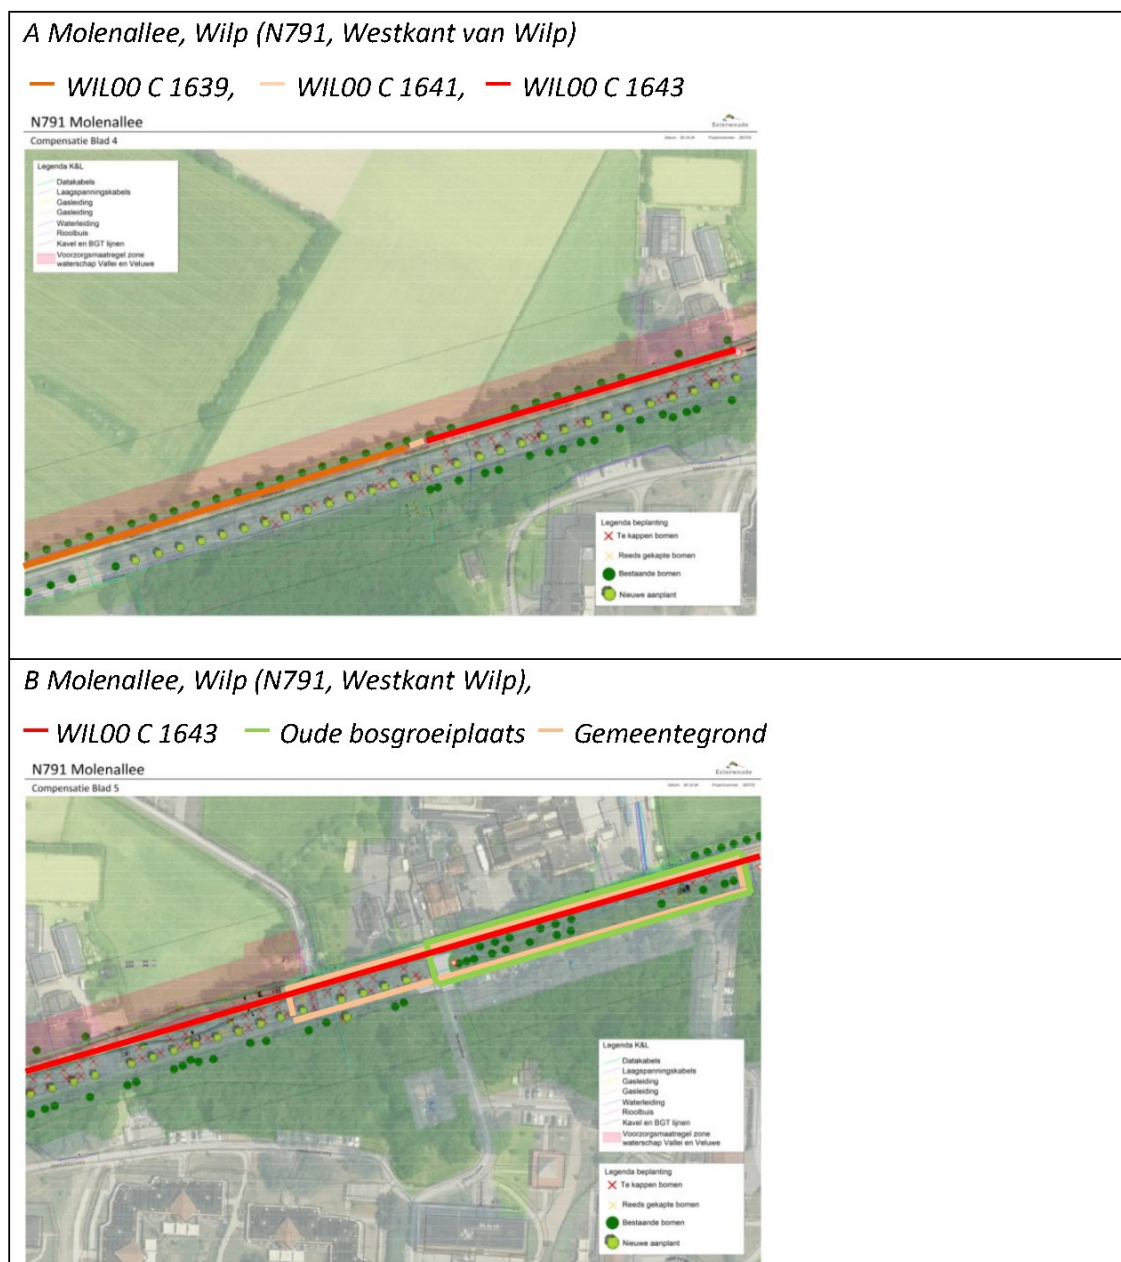 A Molenallee, Wilp (N791, Westkant van Wilp)
WIL00 C 1639, WIL00 C 1641, WIL00 C 1643
N791 Molenallee
Compensatie Blad 4
Legenda K&L
Datakabels
Laagspanningskabels
Gasleiding
Gasleiding
Waterleiding
Rioolbuis
Kavel en BGT lijnen
Voorzorgsmaatregel zone
waterschap Vallei en Veluwe
Legenda beplanting
Te kappen bomen
Reeds gekapte bomen
Bestaande bomen
Nieuwe aanplant
B Molenallee, Wilp (N791, Westkant Wilp),
WIL00 C 1643 Oude bosgroeiplaats Gemeentegrond
N791 Molenallee
Compensatie Blad 5
Legenda K&L
Datakabels
Laagspanningskabels
Gasleiding
Gasleiding
Waterleiding
Rioolbuis
Kavel en BGT lijnen
Voorzorgsmaatregel zone
waterschap Vallei en Veluwe
Legenda beplanting
Te kappen bomen
Reeds gekapte bomen
Bestaande bomen
Nieuwe aanplant